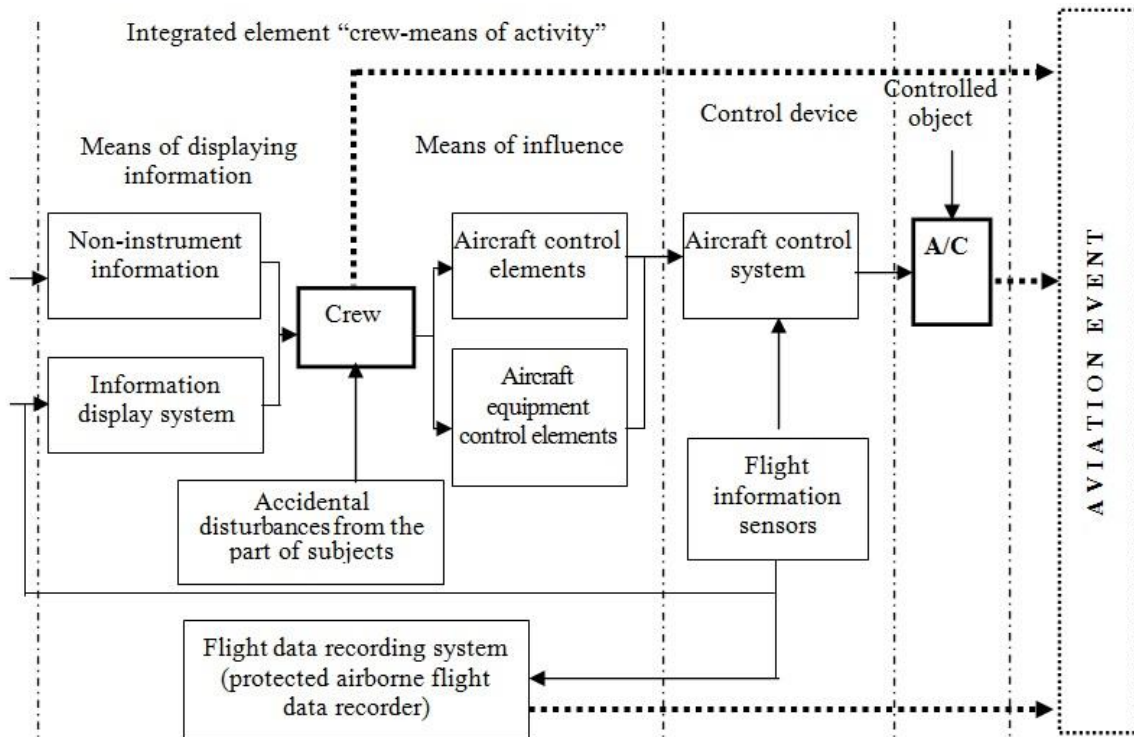 Integrated element “crew-means of activity”
Means of displaying
information
Means of influence
Control device
Controlled
object
Non-instrument
information
Information
display system
Crew
Aircraft control
elements
Aircraft
equipment
control elements
Aircraft control
system
A/C
Accidental
disturbances from the
part of subjects
Flight
information
sensors
Flight data recording system
(protected airborne flight
data recorder)
AVIATION EVENT